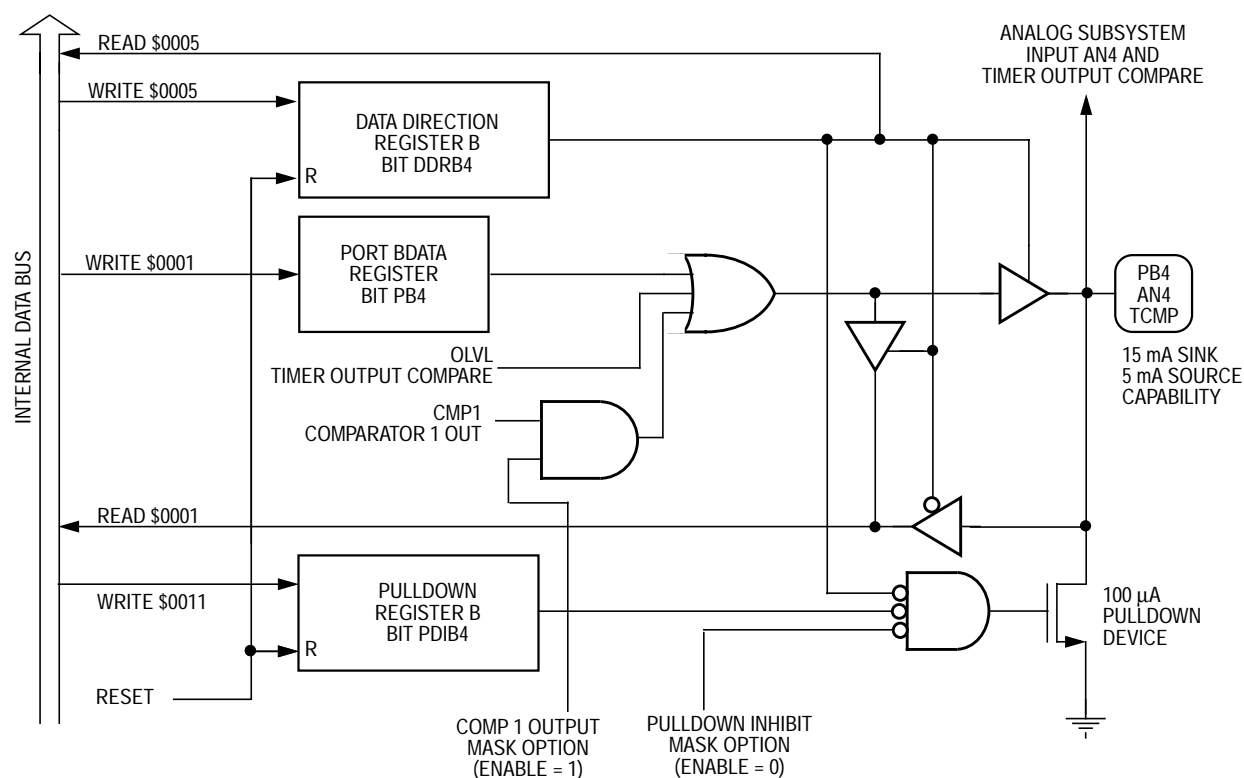 ANALOG SUBSYSTEM
INPUT AN4 AND
TIMER OUTPUT COMPARE
READ $0005
WRITE $0005
DATA DIRECTION
REGISTER B
BIT DDRB4
R
INTERNAL DATA BUS
WRITE $0001
PORT BDATA
REGISTER
BIT PB4
PB4
AN4
TCMP
OLVL
TIMER OUTPUT COMPARE
15 mA SINK
5 mA SOURCE
CAPABILITY
CMP1
COMPARATOR 1 OUT
READ $0001
WRITE $0011
PULLDOWN
REGISTER B
BIT PDIB4
R
100 µA
PULLDOWN
DEVICE
RESET
COMP 1 OUTPUT
MASK OPTION
(ENABLE = 1)
PULLDOWN INHIBIT
MASK OPTION
(ENABLE = 0)